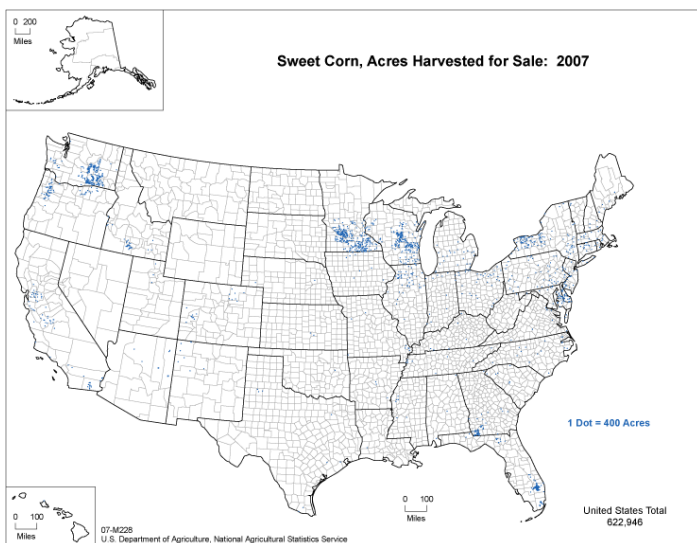 0 200
Miles
Sweet Corn, Acres Harvested for Sale: 2007
1 Dot = 400 Acres
0 100
Miles
0 100
Miles
United States Total
622,946
07-M228
U.S. Department of Agriculture, National Agricultural Statistics Service